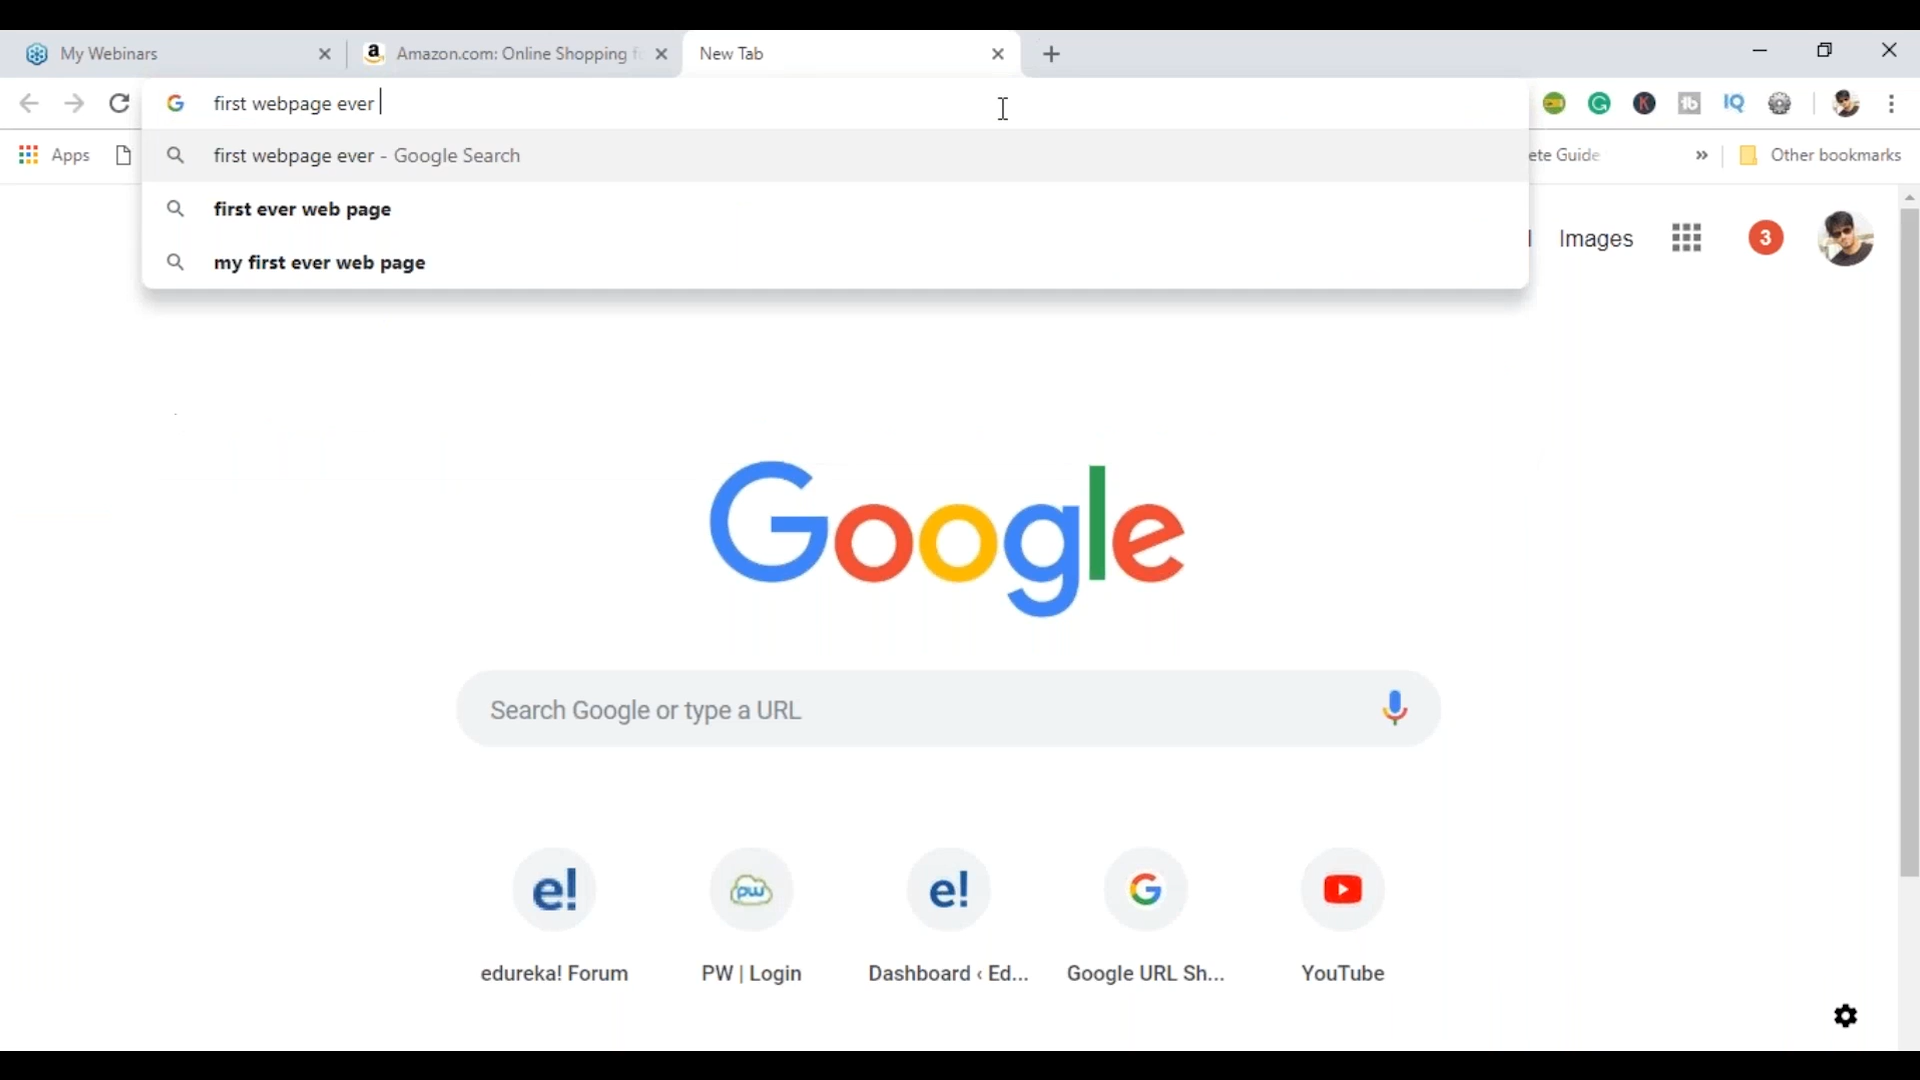 My Webinars
Amazon.com: Online Shopping
New Tab
first webpage ever
Apps
ete Guide
Other bookmarks
first webpage ever - Google Search
first ever web page
my first ever web page
Images
3
Google
Search Google or type a URL
edureka! Forum
PW | Login
Dashboard ‹ Ed...
Google URL Sh...
YouTube